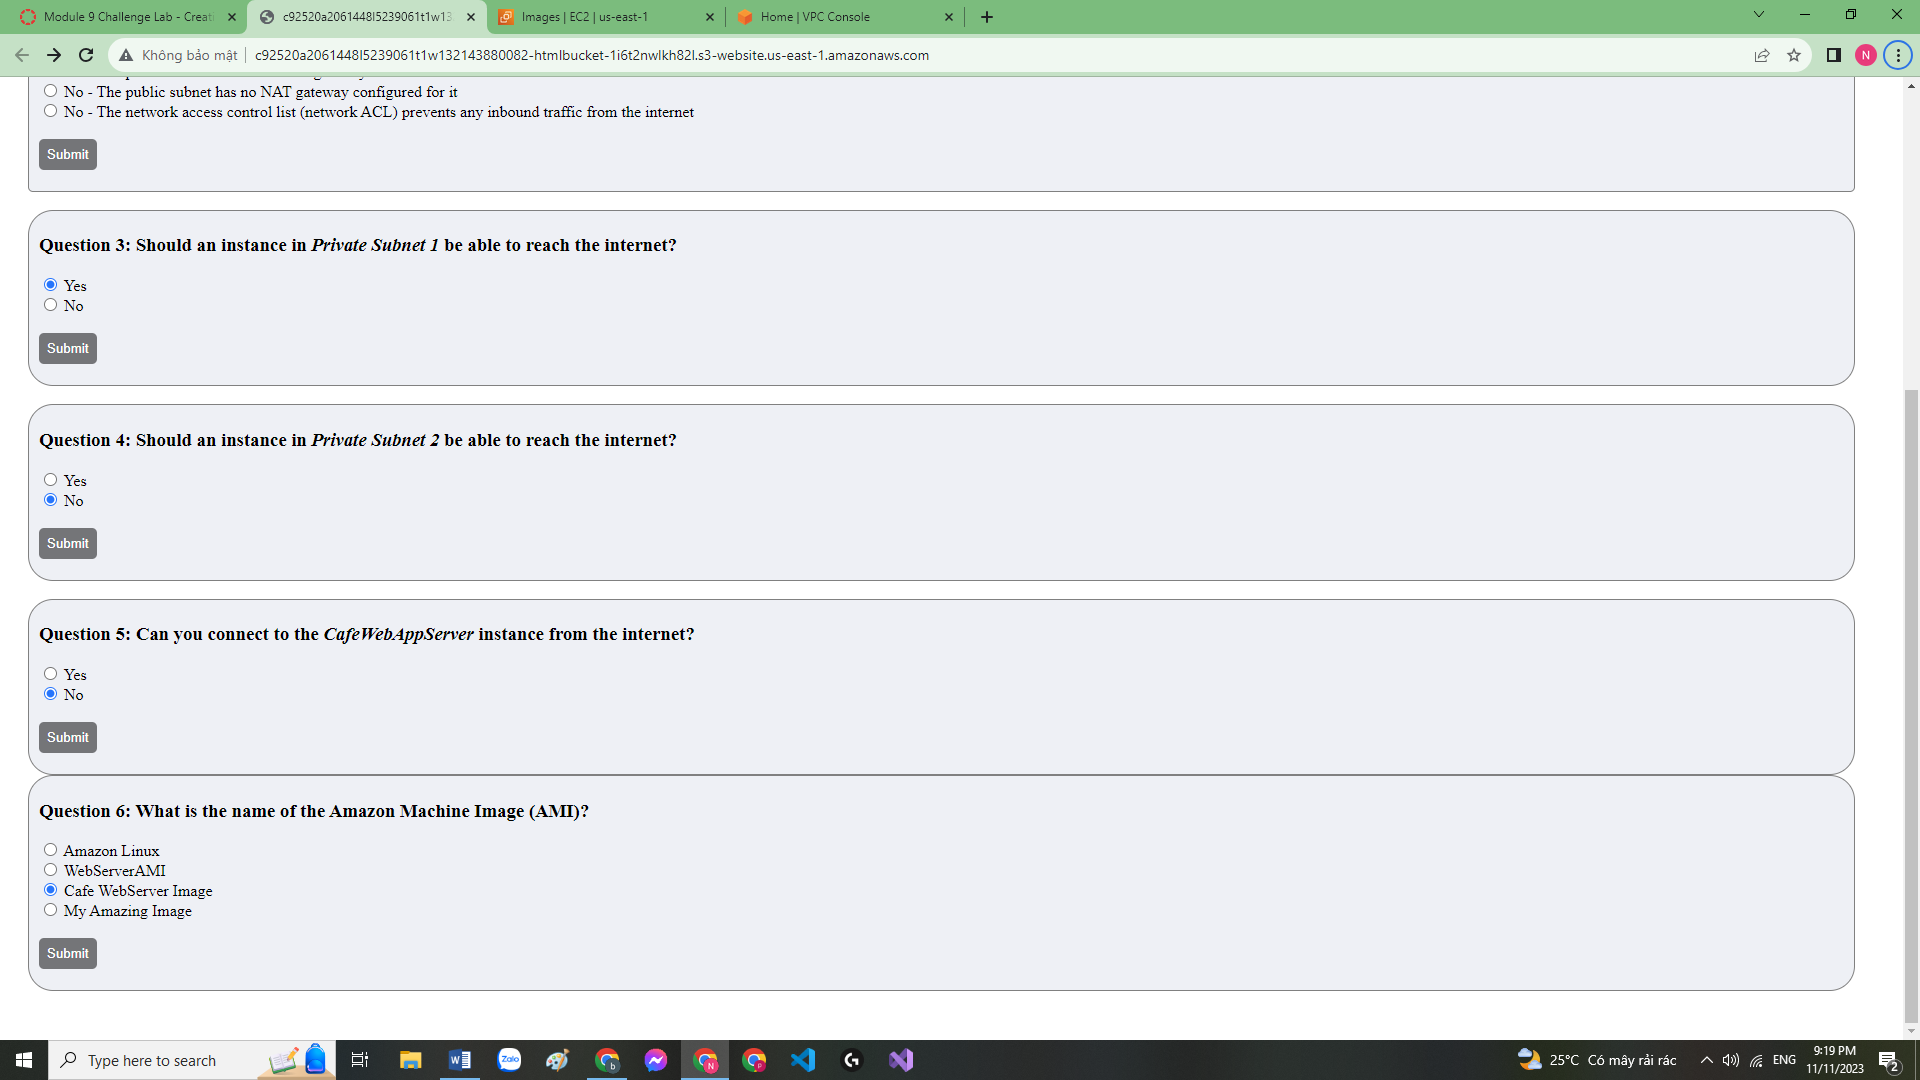 Module 9 Challenge Lab - Creati
c92520a2061448l5239061t1w13
Images | EC2 | us-east-1
Home | VPC Console
Không bảo mật
c92520a2061448l5239061t1w132143880082-htmlbucket-1i6t2nwlkh82l.s3-website.us-east-1.amazonaws.com
N
No - The public subnet has no NAT gateway configured for it
No - The network access control list (network ACL) prevents any inbound traffic from the internet
Submit
Question 3: Should an instance in Private Subnet 1 be able to reach the internet?
Yes
No
Submit
Question 4: Should an instance in Private Subnet 2 be able to reach the internet?
Yes
No
Submit
Question 5: Can you connect to the CafeWebAppServer instance from the internet?
Yes
No
Submit
Question 6: What is the name of the Amazon Machine Image (AMI)?
Amazon Linux
WebServerAMI
Cafe WebServer Image
My Amazing Image
Submit
Type here to search
Zalo
25°C Có mây rải rác
ENG
9:19 PM
11/11/2023
2